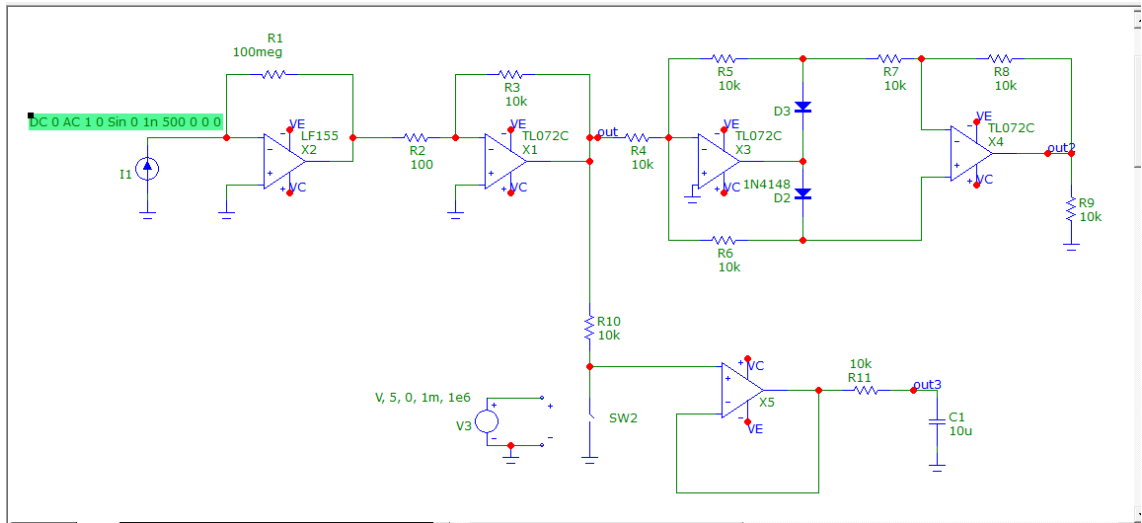 R1
100meg
DC 0 AC 1 0 Sin 0 1n 500 0 0 0
I1
VE
LF155
X2
VC
R2
100
R3
10k
VE
TL072C
X1
VC
out
R4
10k
R5
10k
VE
TL072C
X3
VC
D3
1N4148
D2
R6
10k
R7
10k
R8
10k
VE
TL072C
X4
VC
out2
R9
10k
R10
10k
V, 5, 0, 1m, 1e6
V3
SW2
VC
X5
VE
10k
R11
out3
C1
10u